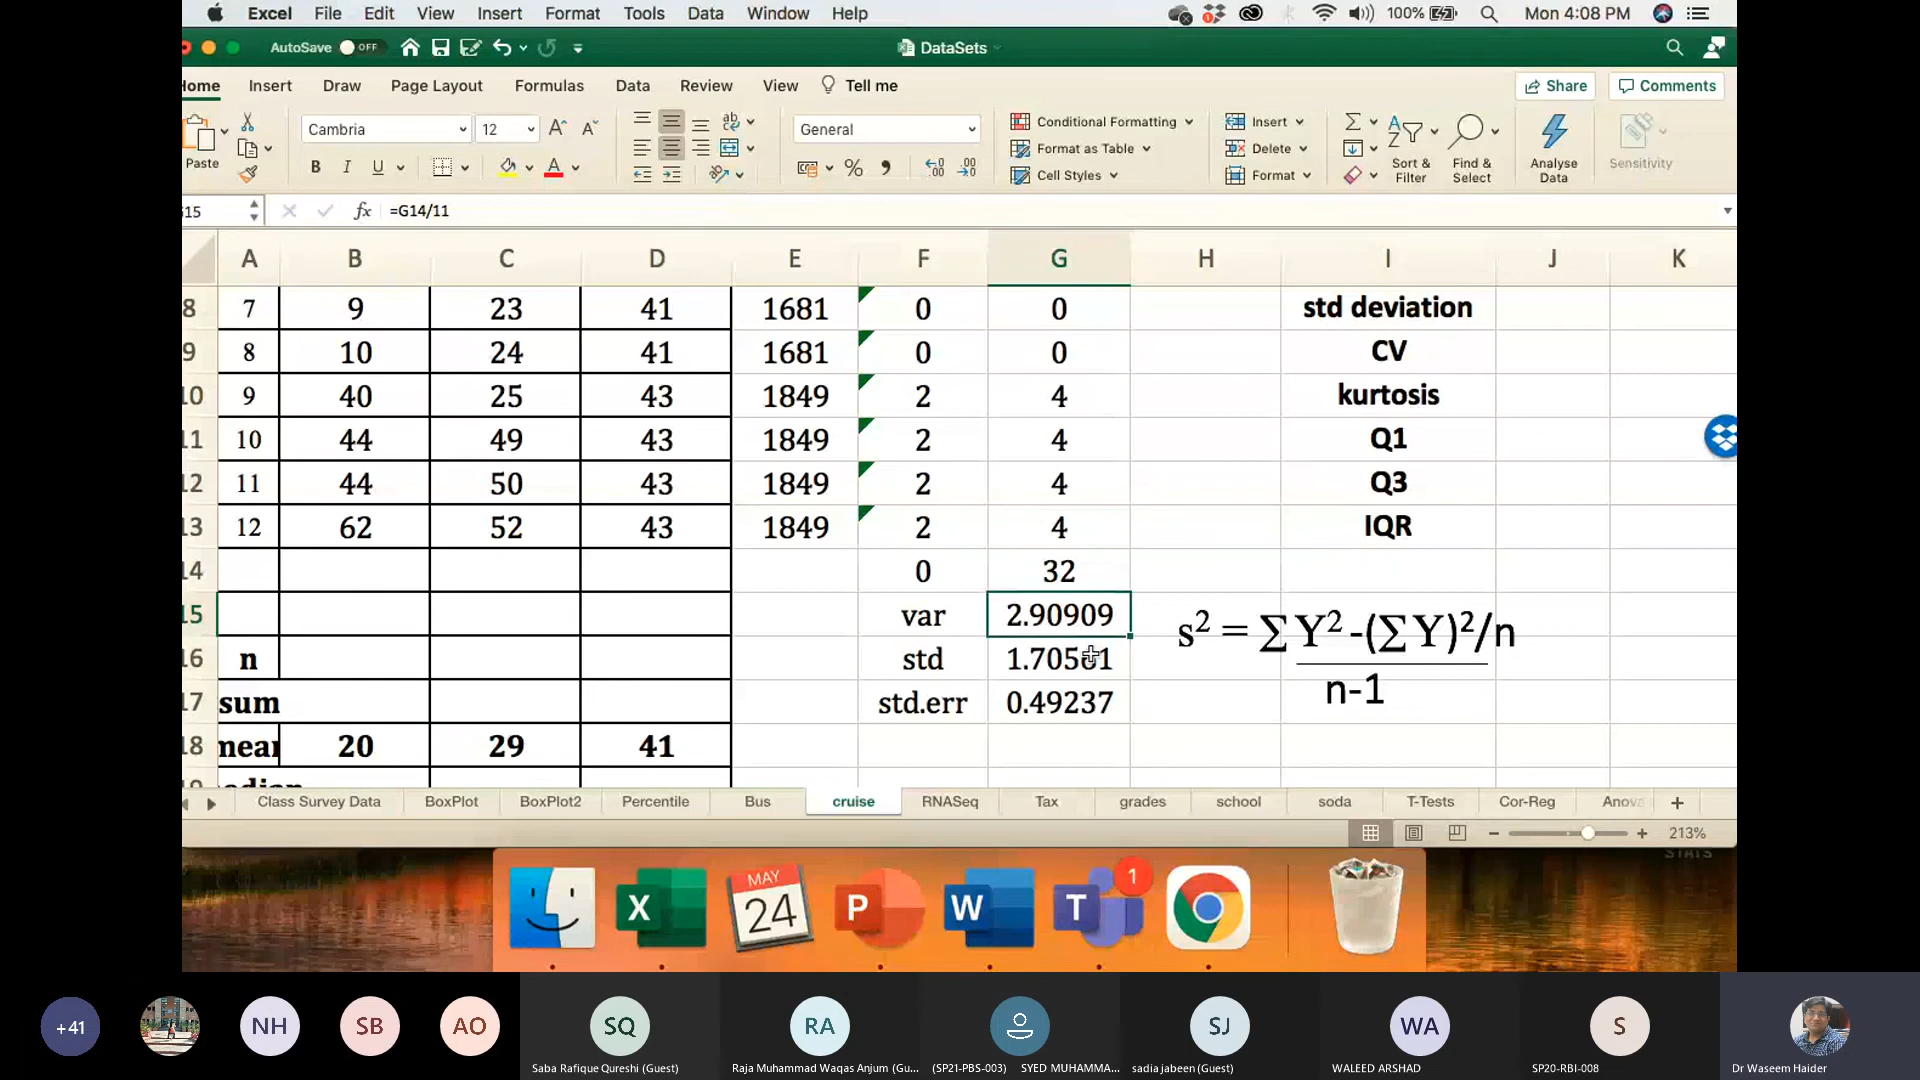 Excel File Edit View Insert Format Tools Data Window Help 100% Mon 4:08 PM
AutoSave OFF DataSets
Home Insert Draw Page Layout Formulas Data Review View Tell me Share Comments
Paste Cambria 12 General Conditional Formatting Format as Table Cell Styles Insert Delete Format Sort & Filter Find & Select Analyse Data Sensitivity
B I U A % ,
G15 fx =G14/11
A B C D E F G H I J K
8 7 9 23 41 1681 0 0 std deviation
9 8 10 24 41 1681 0 0 CV
10 9 40 25 43 1849 2 4 kurtosis
11 10 44 49 43 1849 2 4 Q1
12 11 44 50 43 1849 2 4 Q3
13 12 62 52 43 1849 2 4 IQR
14 0 32
15 var 2.90909
16 n std
17 sum std.err 0.49237
18 mean 20 29 41
s² = ∑Y² -(∑Y)²/n
n-1
Class Survey Data BoxPlot BoxPlot2 Percentile Bus cruise RNASeq Tax grades school soda T-Tests Cor-Reg Anova +
213%
STATS
MAY
24
X P W T 1
+41 NH SB AO SQ RA SJ WA S
Saba Rafique Qureshi (Guest) Raja Muhammad Waqas Anjum (Gu... (SP21-PBS-003) SYED MUHAMMA... sadia jabeen (Guest) WALEED ARSHAD SP20-RBI-008 Dr Waseem Haider